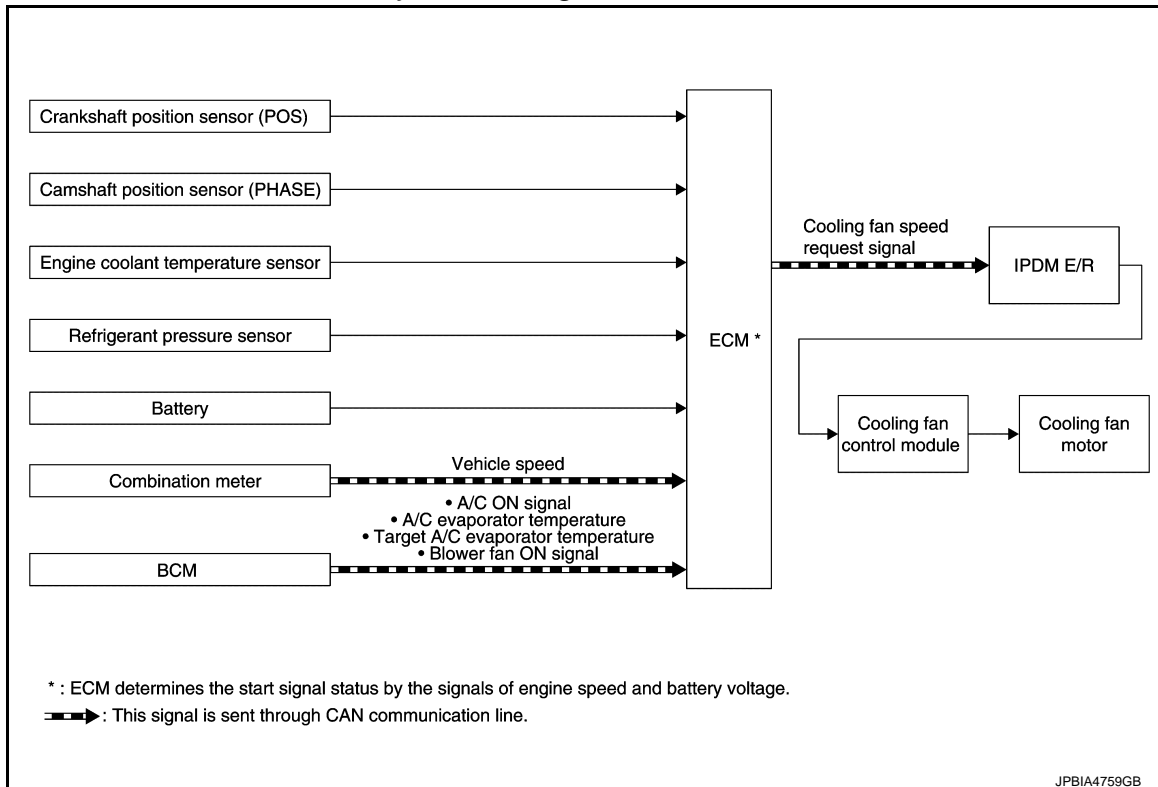 Crankshaft position sensor (POS)
Camshaft position sensor (PHASE)
Engine coolant temperature sensor
Refrigerant pressure sensor
Battery
Combination meter
BCM
Vehicle speed
• A/C ON signal
• A/C evaporator temperature
• Target A/C evaporator temperature
• Blower fan ON signal
ECM *
Cooling fan speed
request signal
IPDM E/R
Cooling fan
control module
Cooling fan
motor
* : ECM determines the start signal status by the signals of engine speed and battery voltage.
: This signal is sent through CAN communication line.
JPBIA4759GB